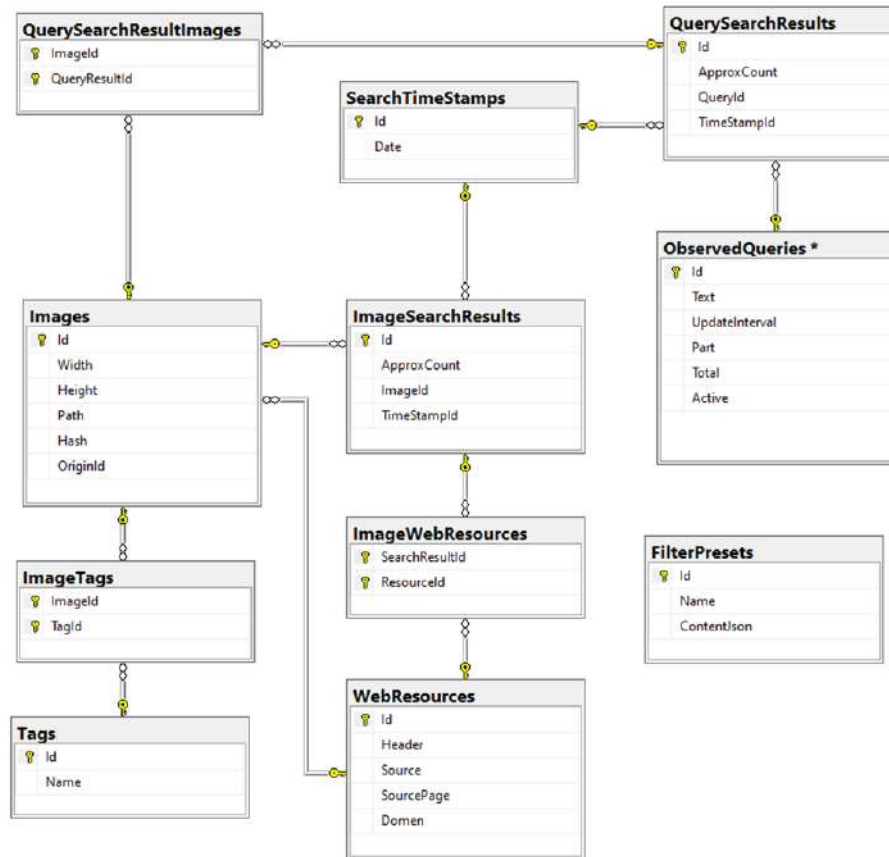 QuerySearchResultImages
ImageId
QueryResultId
QuerySearchResults
Id
ApproxCount
QueryId
TimeStampId
SearchTimeStamps
Id
Date
ObservedQueries *
Id
Text
UpdateInterval
Part
Total
Active
Images
Id
Width
Height
Path
Hash
OriginId
ImageSearchResults
Id
ApproxCount
ImageId
TimeStampId
ImageWebResources
SearchResultId
ResourceId
FilterPresets
Id
Name
ContentJson
ImageTags
ImageId
TagId
WebResources
Id
Header
Source
SourcePage
Domen
Tags
Id
Name